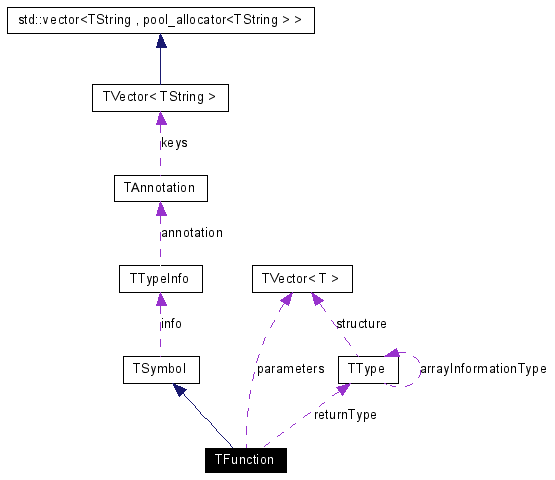 std::vector<TString , pool_allocator<TString > >
TVector< TString >
keys
TAnnotation
annotation
TTypeInfo
TVector< T >
info
structure
TSymbol
parameters
TType
arrayInformationType
returnType
TFunction